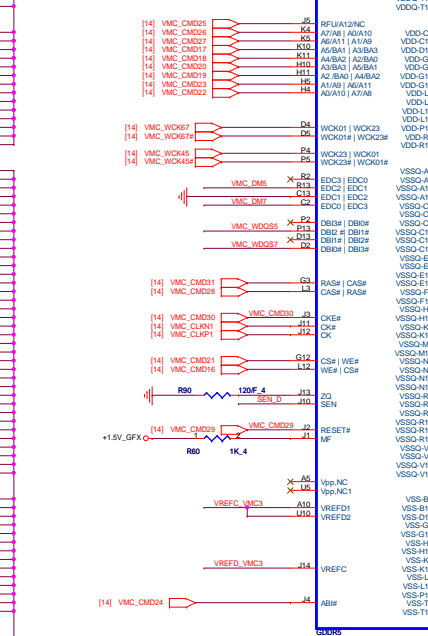 VDDQ-T1
[14] VMC_CMD25 J5 RFU/A12/NC
[14] VMC_CMD26 K4 A7/A8 | A0/A10 VDD-C
[14] VMC_CMD27 K5 A6/A11 | A1/A9 VDD-C1
[14] VMC_CMD17 K10 A5/BA1 | A3/BA3 VDD-D1
[14] VMC_CMD18 K11 A4/BA2 | A2/BA0 VDD-G
[14] VMC_CMD20 H10 A3/BA3 | A5/BA1 VDD-G1
[14] VMC_CMD19 H11 A2 /BA0 | A4/BA2 VDD-G1
[14] VMC_CMD23 H5 A1/A9 | A6/A11 VDD-G1
[14] VMC_CMD22 H4 A0/A10 | A7/A8 VDD-L
VDD-L
VDD-L1
VDD-L1
[14] VMC_WCK67 D4 WCK01 | WCK23 VDD-P1
[14] VMC_WCK67# D5 WCK01# | WCK23# VDD-R
VDD-R1
[14] VMC_WCK45 P4 WCK23 | WCK01
[14] VMC_WCK45# P5 WCK23# | WCK01#
VSSQ-A
R2 EDC3 | EDC0 VSSQ-A
VMC_DM5 R13 EDC2 | EDC1 VSSQ-A1
C13 EDC1 | EDC2 VSSQ-A1
VMC_DM7 C2 EDC0 | EDC3 VSSQ-C
VSSQ-C
P2 DBI3# | DBI0# VSSQ-C
VMC_WDQS5 P13 DBI2 # | DBI1# VSSQ-C1
D13 DBI1# | DBI2# VSSQ-C1
VMC_WDQS7 D2 DBI0# | DBI3# VSSQ-C1
VSSQ-E
VSSQ-E
VSSQ-E1
[14] VMC_CMD31 G3 RAS# | CAS# VSSQ-E1
[14] VMC_CMD28 L3 CAS# | RAS# VSSQ-F
VSSQ-F1
VSSQ-H
[14] VMC_CMD30 VMC_CMD30 J3 CKE# VSSQ-H1
[14] VMC_CLKN1 J11 CK# VSSQ-K
[14] VMC_CLKP1 J12 CK VSSQ-K1
VSSQ-M
VSSQ-M1
[14] VMC_CMD21 G12 CS# | WE# VSSQ-N
[14] VMC_CMD16 L12 WE# | CS# VSSQ-N
VSSQ-N1
VSSQ-N1
R90 120/F_4 J13 ZQ VSSQ-R
SEN_D J10 SEN VSSQ-R
VSSQ-R1
[14] VMC_CMD29 VMC_CMD29 J2 RESET# VSSQ-R1
+1.5V_GFX 1 2 J1 MF VSSQ-R1
R60 1K_4 VSSQ-V
VSSQ-V
VSSQ-V1
VSSQ-V1
A5 Vpp,NC
U5 Vpp,NC1
VSS-B
VREFC_VMC3 A10 VREFD1 VSS-B1
U10 VREFD2 VSS-D1
VSS-G
VSS-G1
VSS-H
VSS-H1
VSS-K
VREFD_VMC3 J14 VREFC VSS-K1
VSS-L
VSS-L1
VSS-P1
[14] VMC_CMD24 J4 ABI# VSS-T
VSS-T1
GDDR5